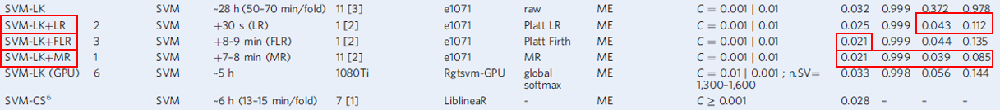 SVM-LK SVM ~28 h (50–70 min/fold) 11 [3] e1071 raw ME C = 0.001 | 0.01 0.032 0.999 0.372 0.978
SVM-LK+LR 2 SVM +30 s (LR) 1 [2] e1071 Platt LR ME C = 0.001 | 0.01 0.025 0.999 0.043 0.112
SVM-LK+FLR 3 SVM +8–9 min (FLR) 1 [2] e1071 Platt Firth ME C = 0.001 | 0.01 0.021 0.999 0.044 0.135
SVM-LK+MR 1 SVM +7–8 min (MR) 11 [2] e1071 MR ME C = 0.001 | 0.01 0.021 0.999 0.039 0.085
SVM-LK (GPU) 6 SVM ~5 h 1080Ti Rgtsvm-GPU global ME C = 0.01 | 0.001 ; n.SV= 0.033 0.998 0.056 0.144
softmax 1,300–1,600
SVM-CS6 SVM ~6 h (13–15 min/fold) 7 [1] LiblineaR - ME C ≥ 0.001 0.028 – – –